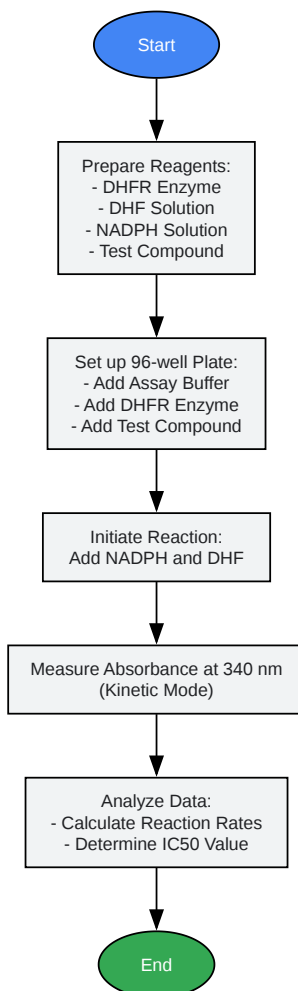 Start
Prepare Reagents:
- DHFR Enzyme
- DHF Solution
- NADPH Solution
- Test Compound
Set up 96-well Plate:
- Add Assay Buffer
- Add DHFR Enzyme
- Add Test Compound
Initiate Reaction:
Add NADPH and DHF
Measure Absorbance at 340 nm
(Kinetic Mode)
Analyze Data:
- Calculate Reaction Rates
- Determine IC50 Value
End